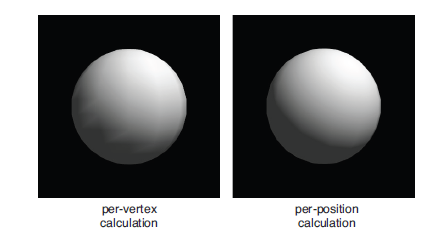 per-vertex
calculation
per-position
calculation